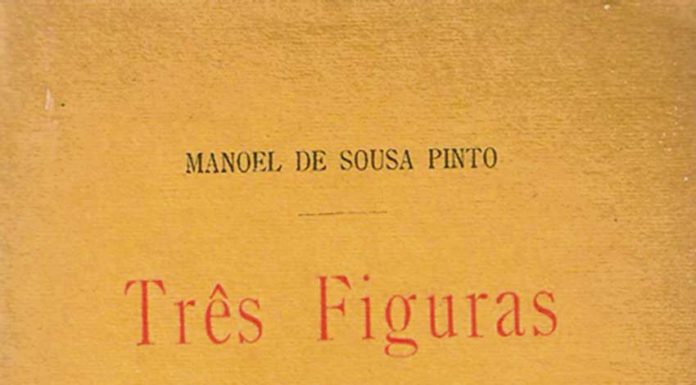 MANOEL DE SOUSA PINTO
Três Figuras